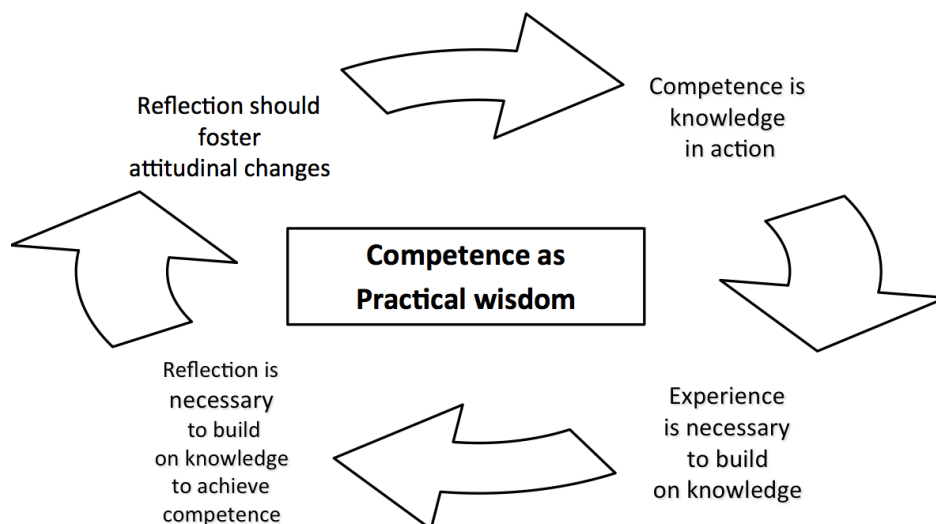 Reflection should
foster
attitudinal changes
Competence is
knowledge
in action
Competence as
Practical wisdom
Experience
is necessary
to build
on knowledge
Reflection is
necessary
to build
on knowledge
to achieve
competence